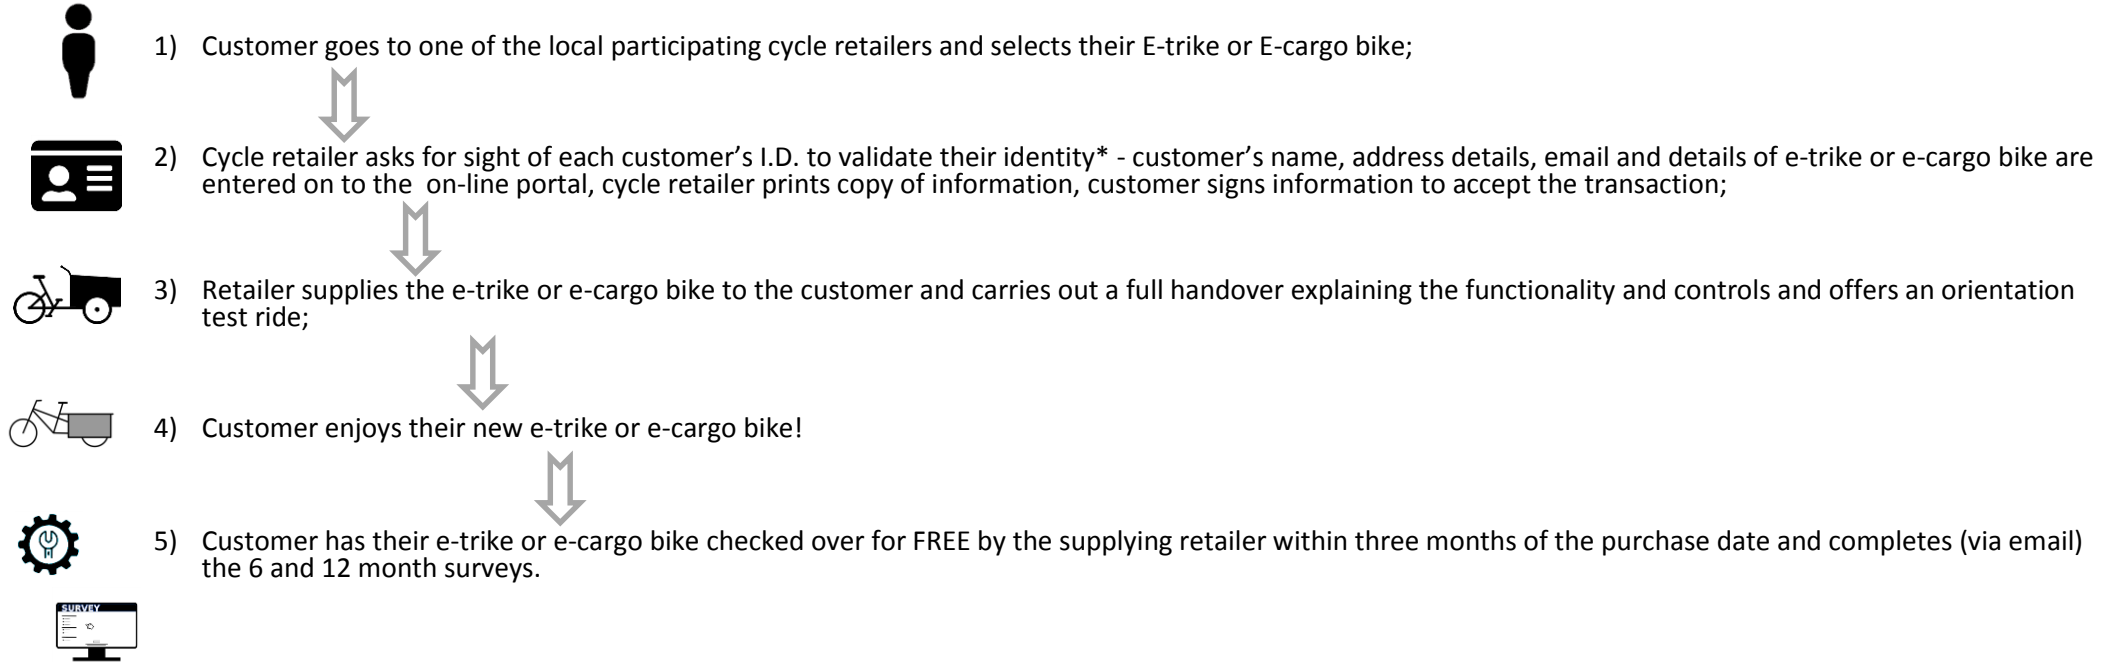 1) Customer goes to one of the local participating cycle retailers and selects their E-trike or E-cargo bike;
2) Cycle retailer asks for sight of each customer’s I.D. to validate their identity* - customer’s name, address details, email and details of e-trike or e-cargo bike are
entered on to the  on-line portal, cycle retailer prints copy of information, customer signs information to accept the transaction;
3) Retailer supplies the e-trike or e-cargo bike to the customer and carries out a full handover explaining the functionality and controls and offers an orientation
test ride;
4) Customer enjoys their new e-trike or e-cargo bike!
5) Customer has their e-trike or e-cargo bike checked over for FREE by the supplying retailer within three months of the purchase date and completes (via email)
the 6 and 12 month surveys.
SURVEY